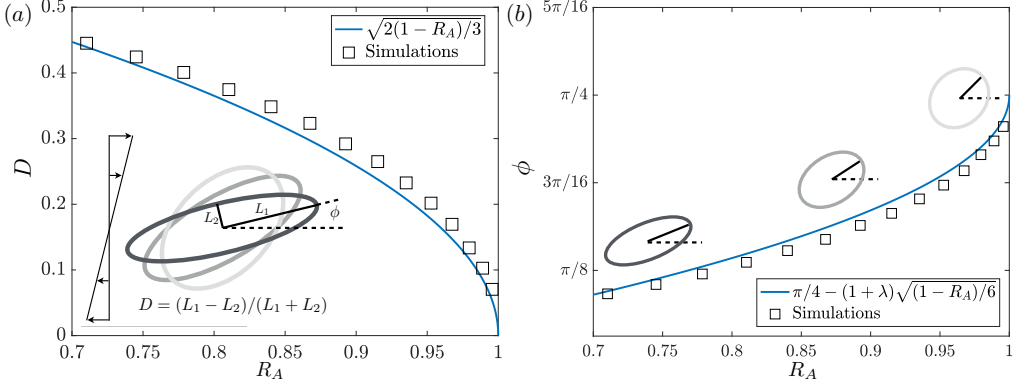 (a)
0.5
0.4
0.3
0.2
0.1
0
D
√2(1 − R_A)/3
Simulations
L_1
L_2
ϕ
D = (L_1 − L_2)/(L_1 + L_2)
0.7
0.75
0.8
0.85
0.9
0.95
1
R_A
(b)
5π/16
π/4
3π/16
π/8
ϕ
π/4 − (1 + λ)√(1 − R_A)/6
Simulations
0.7
0.75
0.8
0.85
0.9
0.95
1
R_A